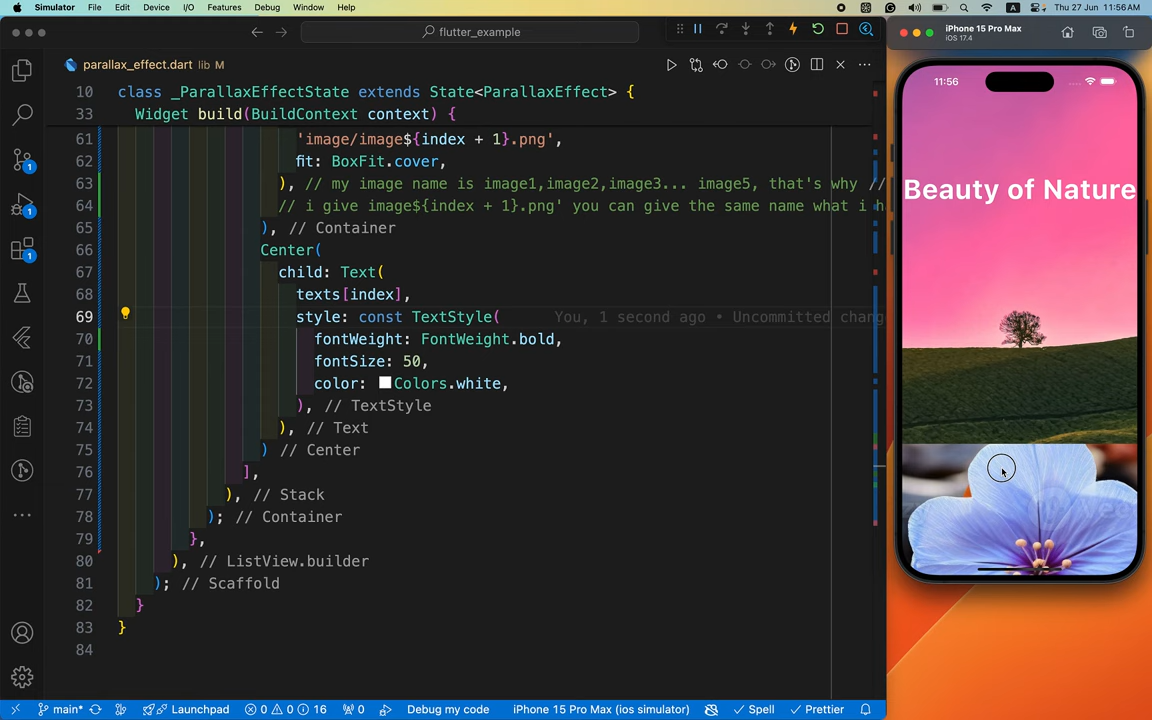 Simulator File Edit Device I/O Features Debug Window Help A Thu 27 Jun 11:56 AM
flutter_example
parallax_effect.dart lib M
10 class _ParallaxEffectState extends State<ParallaxEffect> {
33 Widget build(BuildContext context) {
61 'image/image${index + 1}.png',
62 fit: BoxFit.cover,
63 ), // my image name is image1,image2,image3... image5, that's why //
64 // i give image${index + 1}.png' you can give the same name what i h
65 ), // Container
66 Center(
67 child: Text(
68 texts[index],
69 style: const TextStyle( You, 1 second ago • Uncommitted chang
70 fontWeight: FontWeight.bold,
71 fontSize: 50,
72 color: Colors.white,
73 ), // TextStyle
74 ), // Text
75 ) // Center
76 ],
77 ), // Stack
78 ); // Container
79 },
80 ), // ListView.builder
81 ); // Scaffold
82 }
83 }
84
1
1
1
main* Launchpad 0 0 16 0 Debug my code iPhone 15 Pro Max (ios simulator) Spell Prettier
iPhone 15 Pro Max
iOS 17.4
11:56
Beauty of Nature